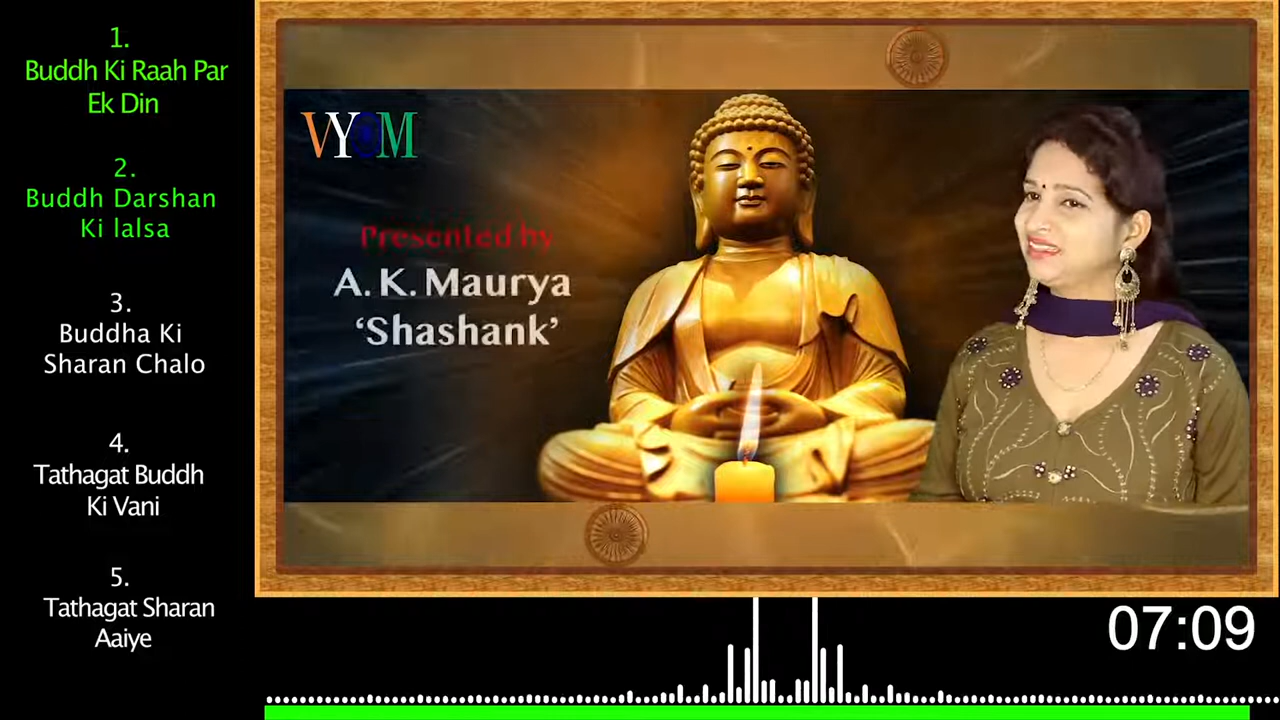 1.
Buddh Ki Raah Par
Ek Din
2.
Buddh Darshan
Ki lalsa
3.
Buddha Ki
Sharan Chalo
4.
Tathagat Buddh
Ki Vani
5.
Tathagat Sharan
Aaiye
VYOM
Presented by
A. K. Maurya
‘Shashank’
07:09